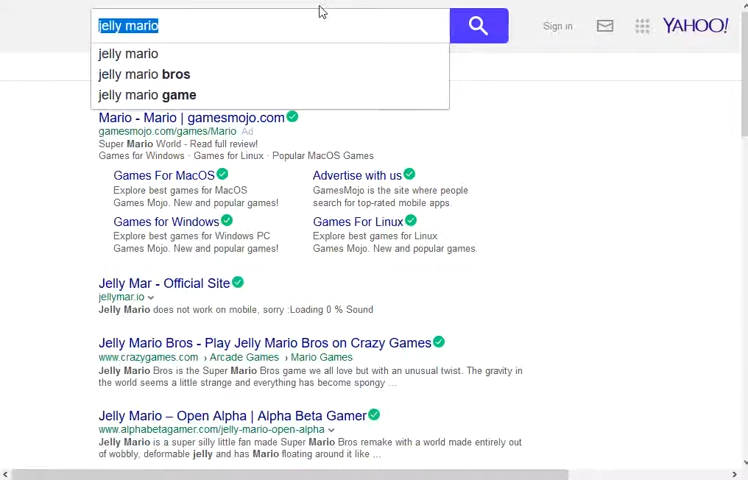 jelly mario
Sign in
YAHOO!
jelly mario
jelly mario bros
jelly mario game
Mario - Mario | gamesmojo.com
gamesmojo.com/games/Mario Ad
Super Mario World - Read full review!
Games for Windows · Games for Linux · Popular MacOS Games
Games For MacOS
Explore best games for MacOS
Games Mojo. New and popular games!
Advertise with us
GamesMojo is the site where people
search for top-rated mobile apps.
Games for Windows
Explore best games for Windows PC
Games Mojo. New and popular games!
Games For Linux
Explore best games for Linux
Games Mojo. New and popular games.
Jelly Mar - Official Site
jellymar.io
Jelly Mario does not work on mobile, sorry :Loading 0 % Sound
Jelly Mario Bros - Play Jelly Mario Bros on Crazy Games
www.crazygames.com › Arcade Games › Mario Games
Jelly Mario Bros is the Super Mario Bros game we all love but with an unusual twist. The gravity in
the world seems a little strange and everything has become spongy ...
Jelly Mario – Open Alpha | Alpha Beta Gamer
www.alphabetagamer.com/jelly-mario-open-alpha
Jelly Mario is a super silly little fan made Super Mario Bros remake with a world made entirely out
of wobbly, deformable jelly and has Mario floating around it like ...